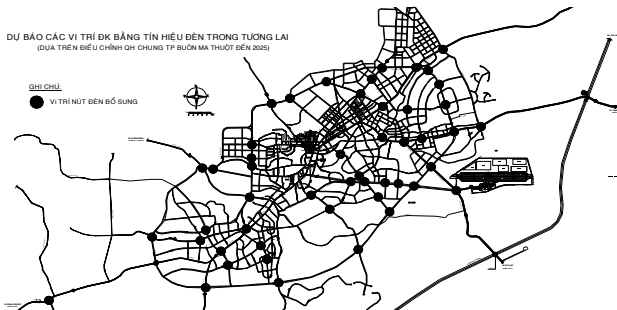 DỰ BÁO CÁC VỊ TRÍ ĐK BẰNG TÍN HIỆU ĐÈN TRONG TƯƠNG LAI
(DỰA TRÊN ĐIỀU CHỈNH QH CHUNG TP BUÔN MA THUỘT ĐẾN 2025)
GHI CHÚ:
VỊ TRÍ NÚT ĐÈN BỔ SUNG